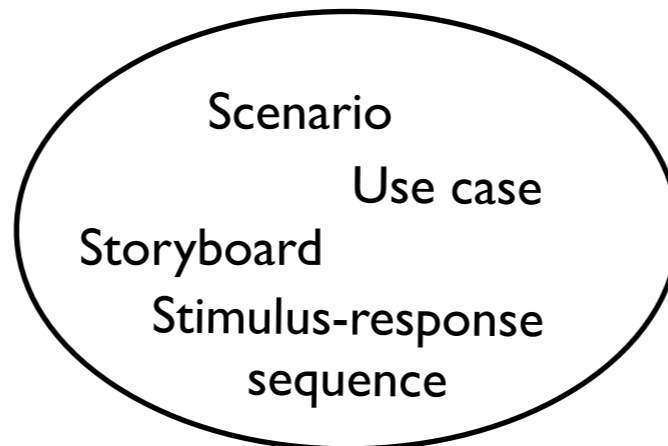 Scenario
Use case
Storyboard
Stimulus-response
sequence